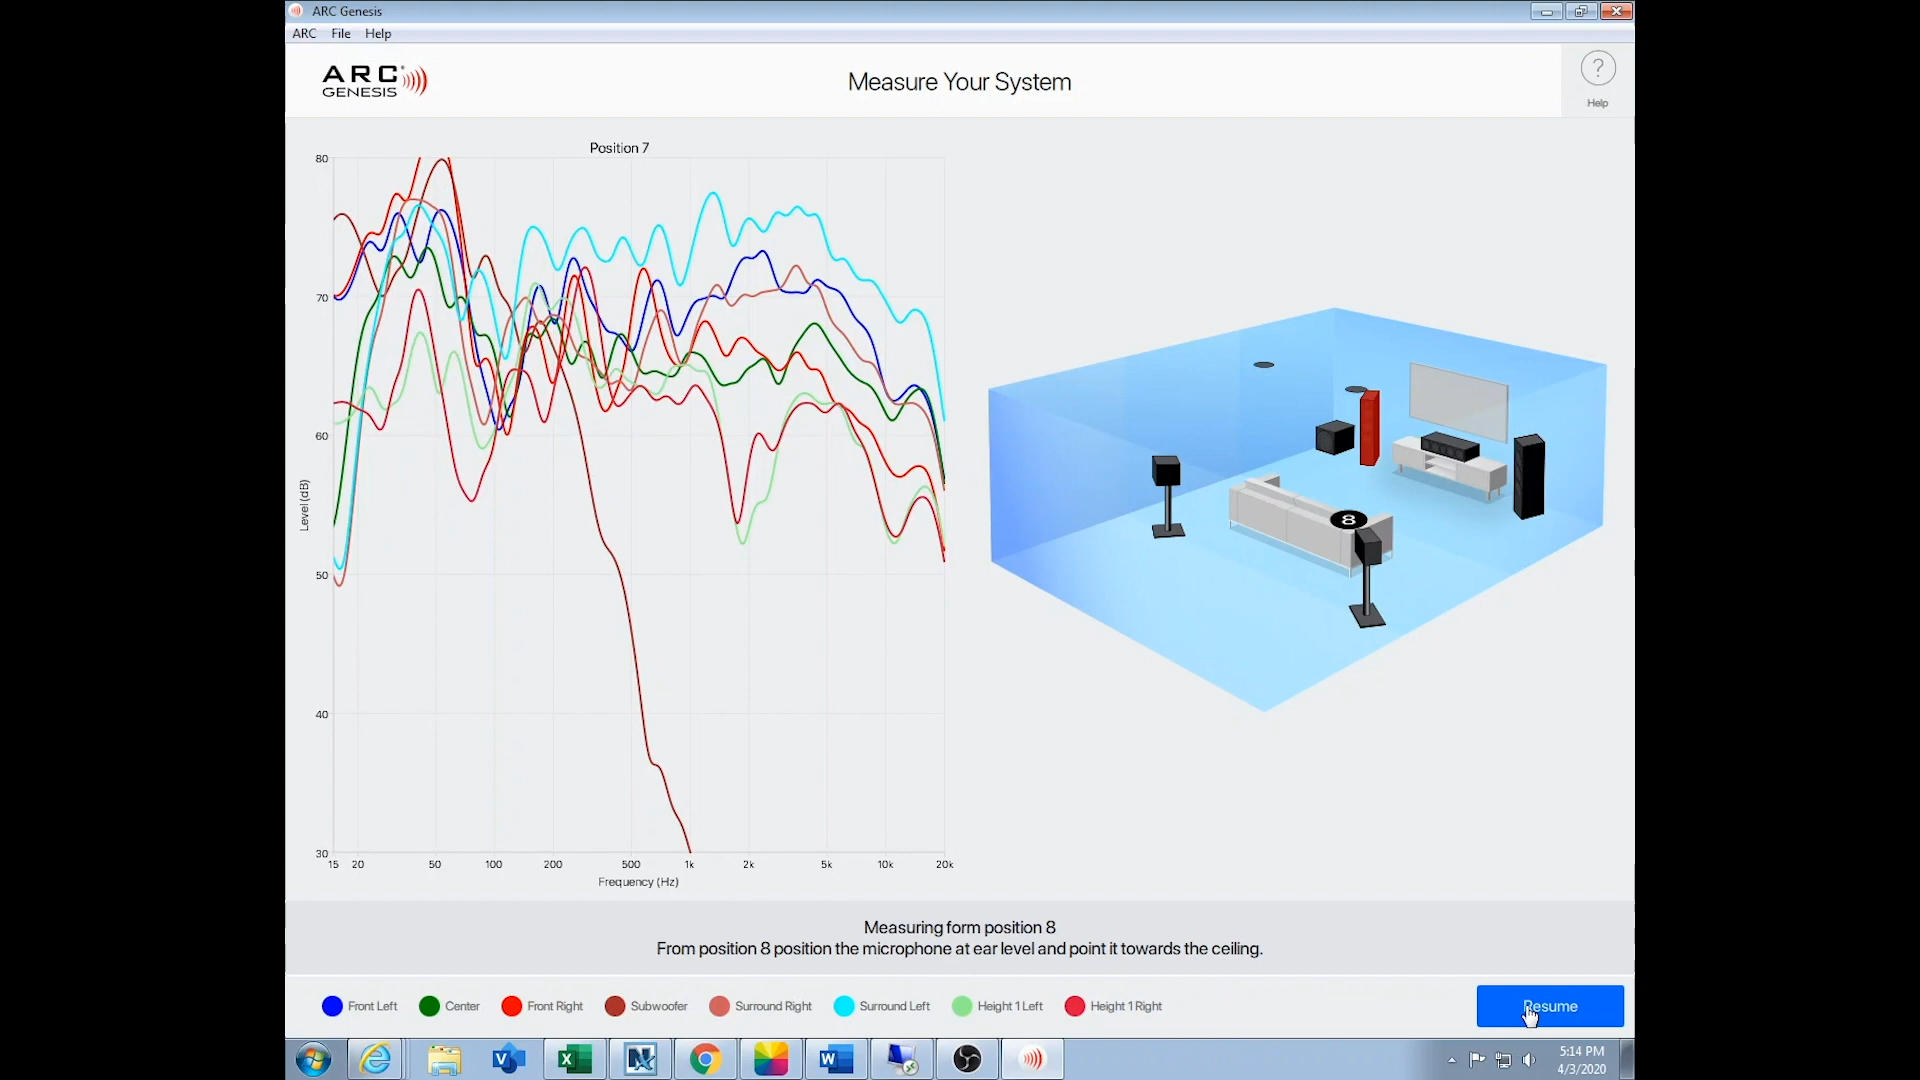 ARC Genesis
ARC File Help
ARC
GENESIS
Measure Your System
?
Help
Position 7
80
70
60
50
40
30
Level (dB)
15 20 50 100 200 500 1k 2k 5k 10k 20k
Frequency (Hz)
8
Measuring form position 8
From position 8 position the microphone at ear level and point it towards the ceiling.
Front Left Center Front Right Subwoofer Surround Right Surround Left Height 1 Left Height 1 Right
Resume
5:14 PM
4/3/2020